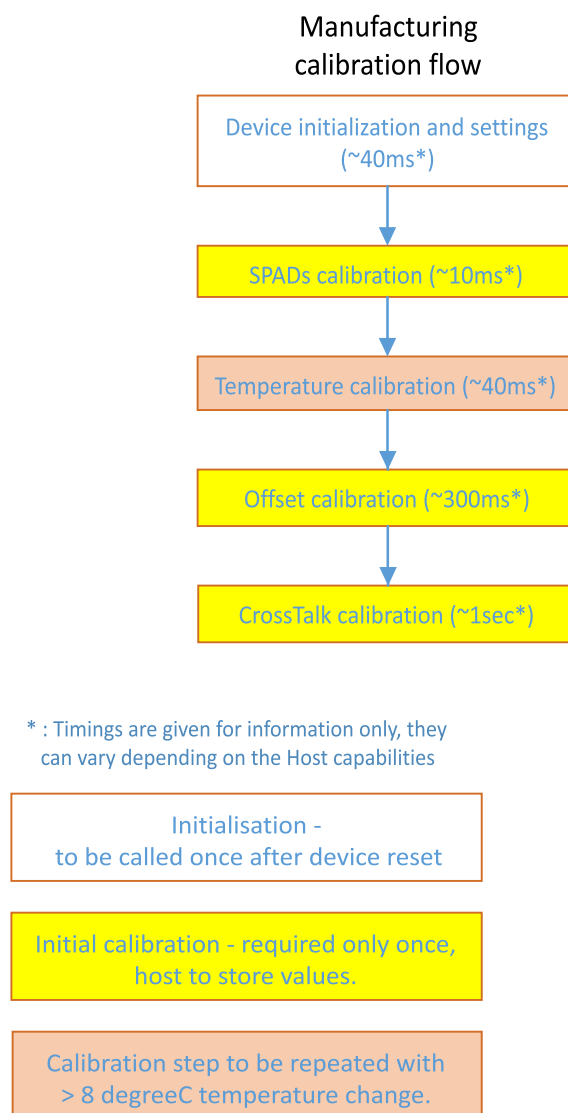 Manufacturing
calibration flow
Device initialization and settings
(~40ms*)
SPADs calibration (~10ms*)
Temperature calibration (~40ms*)
Offset calibration (~300ms*)
CrossTalk calibration (~1sec*)
* : Timings are given for information only, they
can vary depending on the Host capabilities
Initialisation -
to be called once after device reset
Initial calibration - required only once,
host to store values.
Calibration step to be repeated with
> 8 degreeC temperature change.